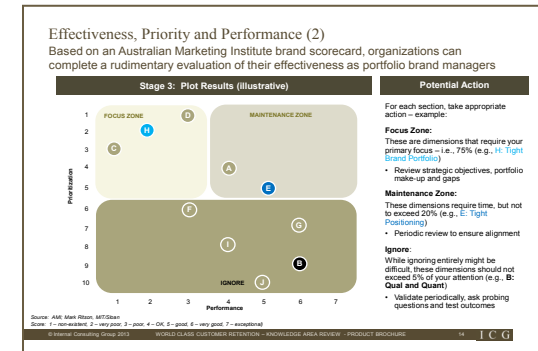 Effectiveness, Priority and Performance (2)
Based on an Australian Marketing Institute brand scorecard, organizations can
complete a rudimentary evaluation of their effectiveness as portfolio brand managers
Stage 3: Plot Results (illustrative)
Prioritization
1
2
3
4
5
6
7
8
9
10
FOCUS ZONE
MAINTENANCE ZONE
D
H
C
A
E
F
G
I
B
IGNORE
J
1 2 3 4 5 6 7
Performance
Potential Action
For each section, take appropriate
action – example:
Focus Zone:
These are dimensions that require your
primary focus – i.e., 75% (e.g., H: Tight
Brand Portfolio)
• Review strategic objectives, portfolio
make-up and gaps
Maintenance Zone:
These dimensions require time, but not
to exceed 20% (e.g., E: Tight
Positioning)
• Periodic review to ensure alignment
Ignore:
While ignoring entirely might be
difficult, these dimensions should not
exceed 5% of your attention (e.g., B:
Qual and Quant)
• Validate periodically, ask probing
questions and test outcomes
Source: AMI; Mark Ritson, MIT/Sloan
Score: 1 – non-existent, 2 – very poor, 3 – poor, 4 – OK, 5 – good, 6 – very good, 7 – exceptional)
© Internal Consulting Group 2013 WORLD CLASS CUSTOMER RETENTION – KNOWLEDGE AREA REVIEW - PRODUCT BROCHURE 14 I C G